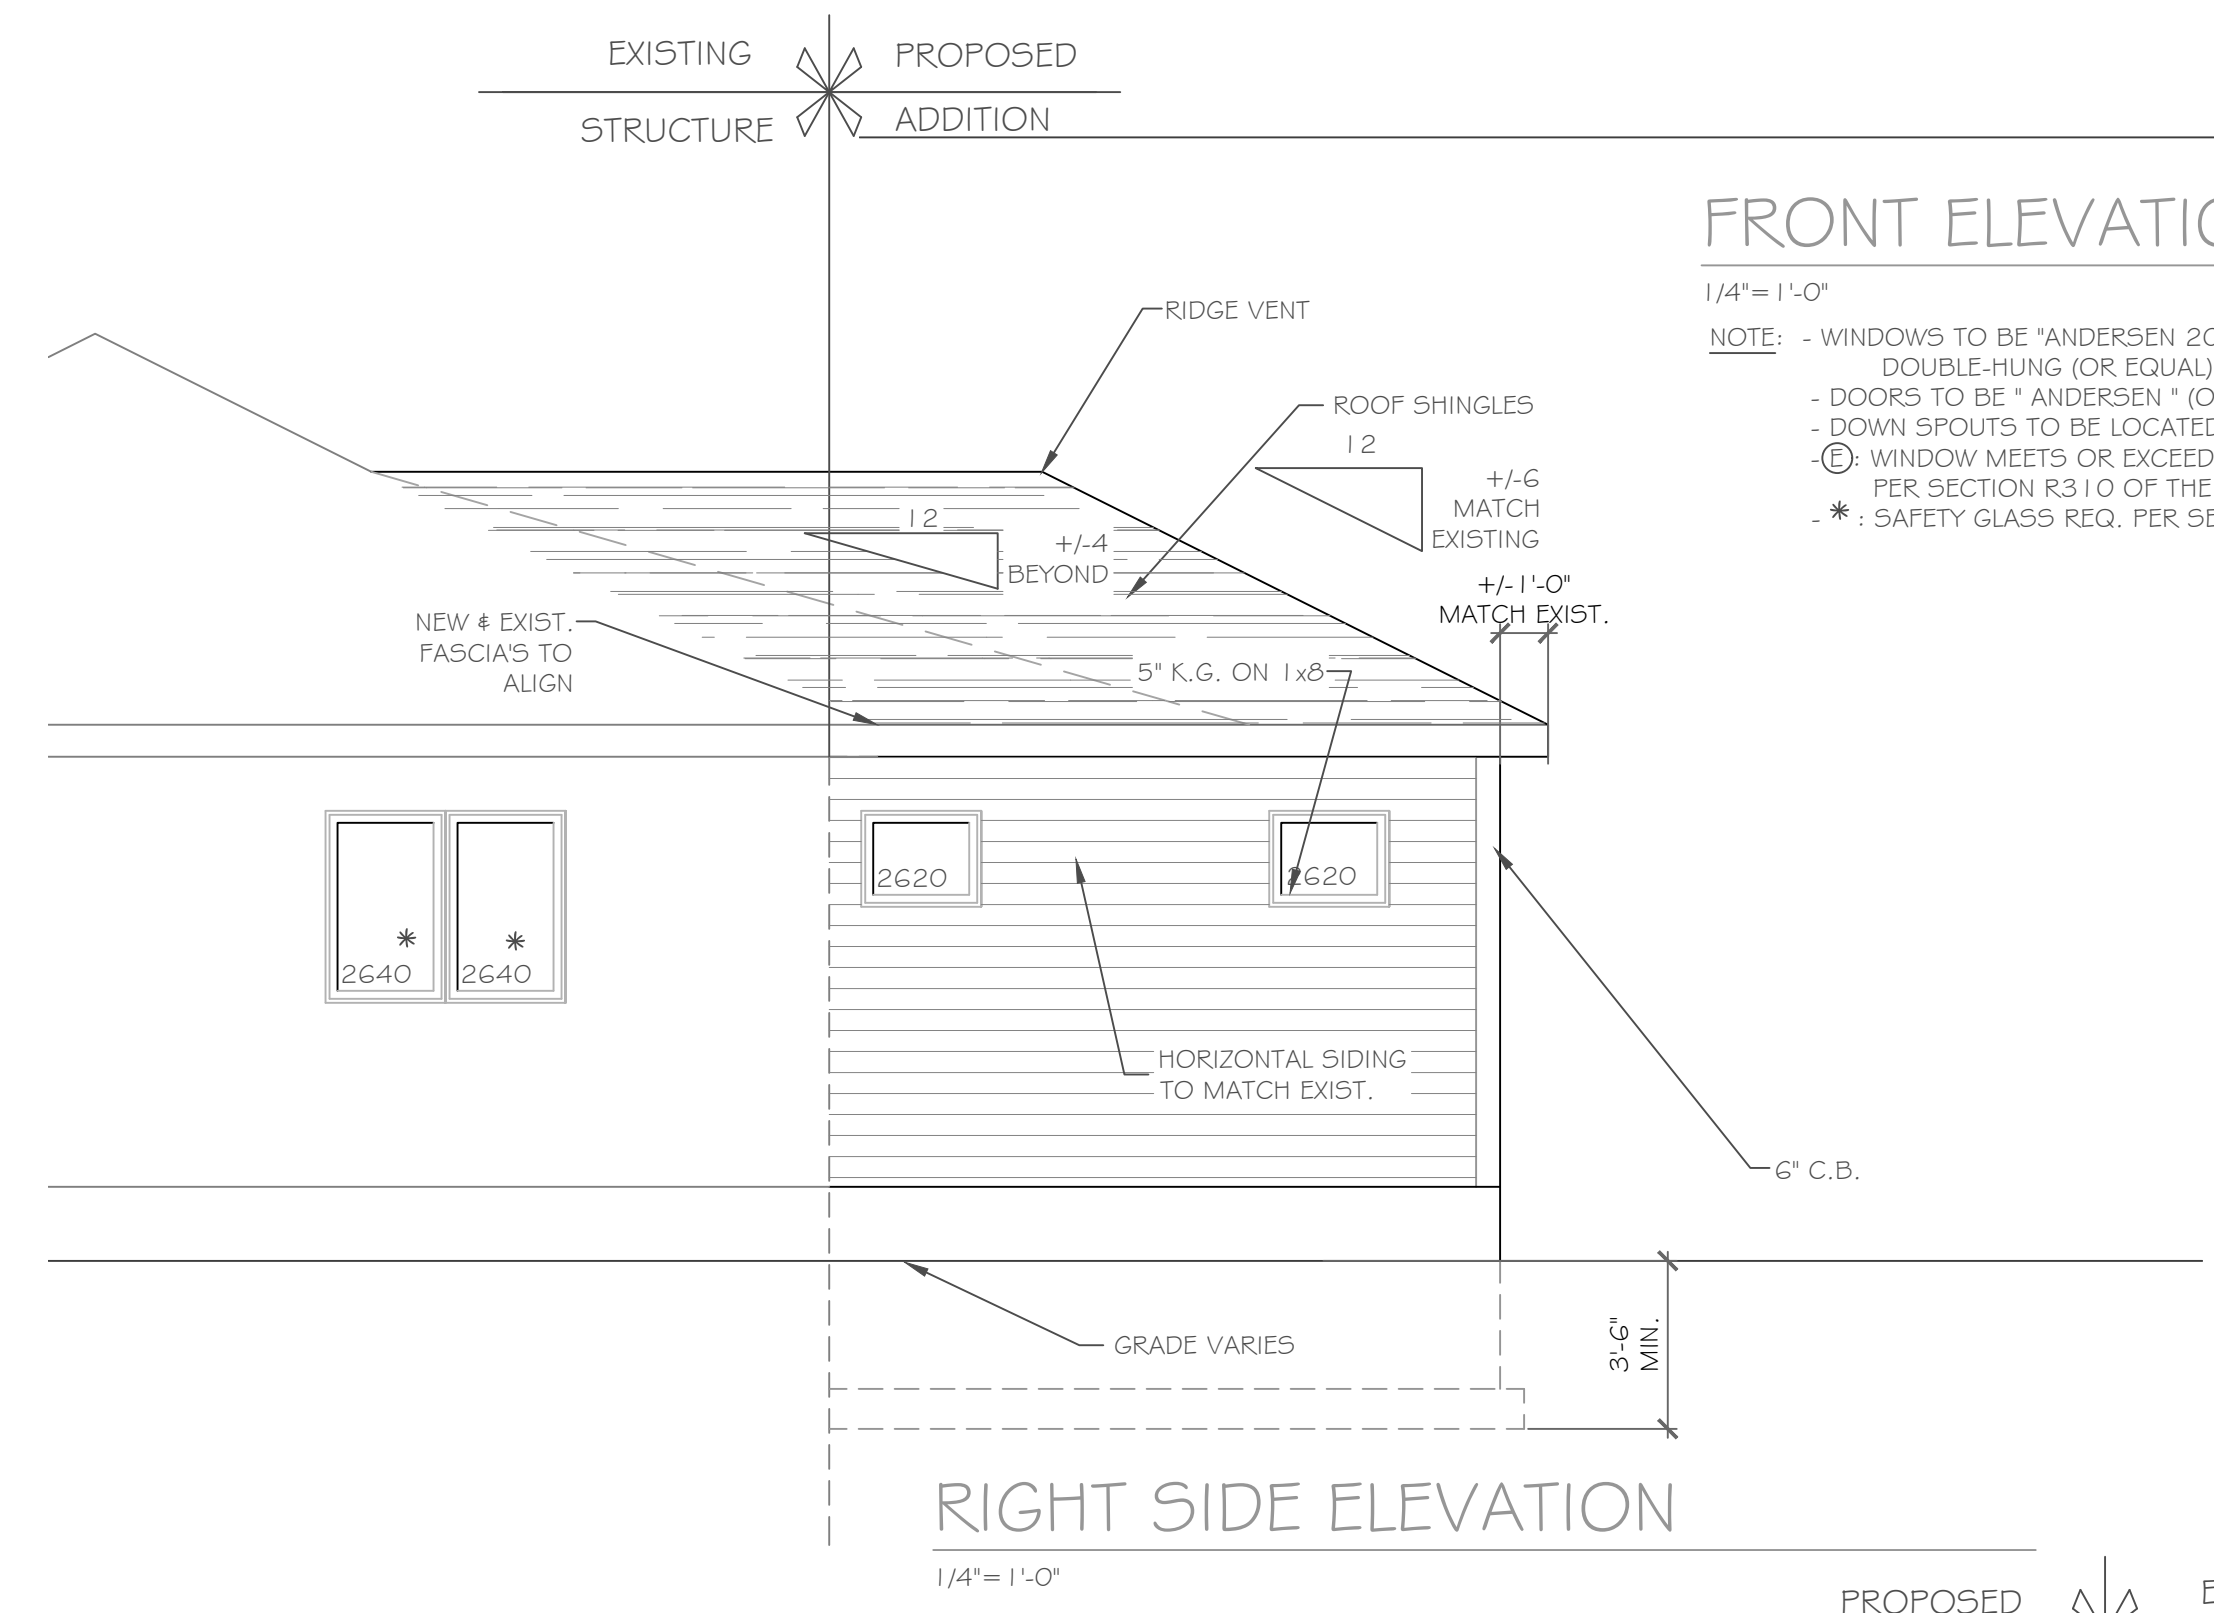 EXISTING
STRUCTURE
PROPOSED
ADDITION
FRONT ELEVATIO
1/4"=1'-0"
NOTE: - WINDOWS TO BE "ANDERSEN 20
DOUBLE-HUNG (OR EQUAL)
- DOORS TO BE " ANDERSEN " (O
- DOWN SPOUTS TO BE LOCATED
- E : WINDOW MEETS OR EXCEED
PER SECTION R310 OF THE
- * : SAFETY GLASS REQ. PER SE
RIDGE VENT
ROOF SHINGLES
12
+/-6
MATCH
EXISTING
12
+/-4
BEYOND
+/-1'-0"
MATCH EXIST.
NEW & EXIST.
FASCIA'S TO
ALIGN
5" K.G. ON 1x8
2620
2620
* *
2640 2640
HORIZONTAL SIDING
TO MATCH EXIST.
6" C.B.
GRADE VARIES
3'-6"
MIN.
RIGHT SIDE ELEVATION
1/4"=1'-0"
PROPOSED